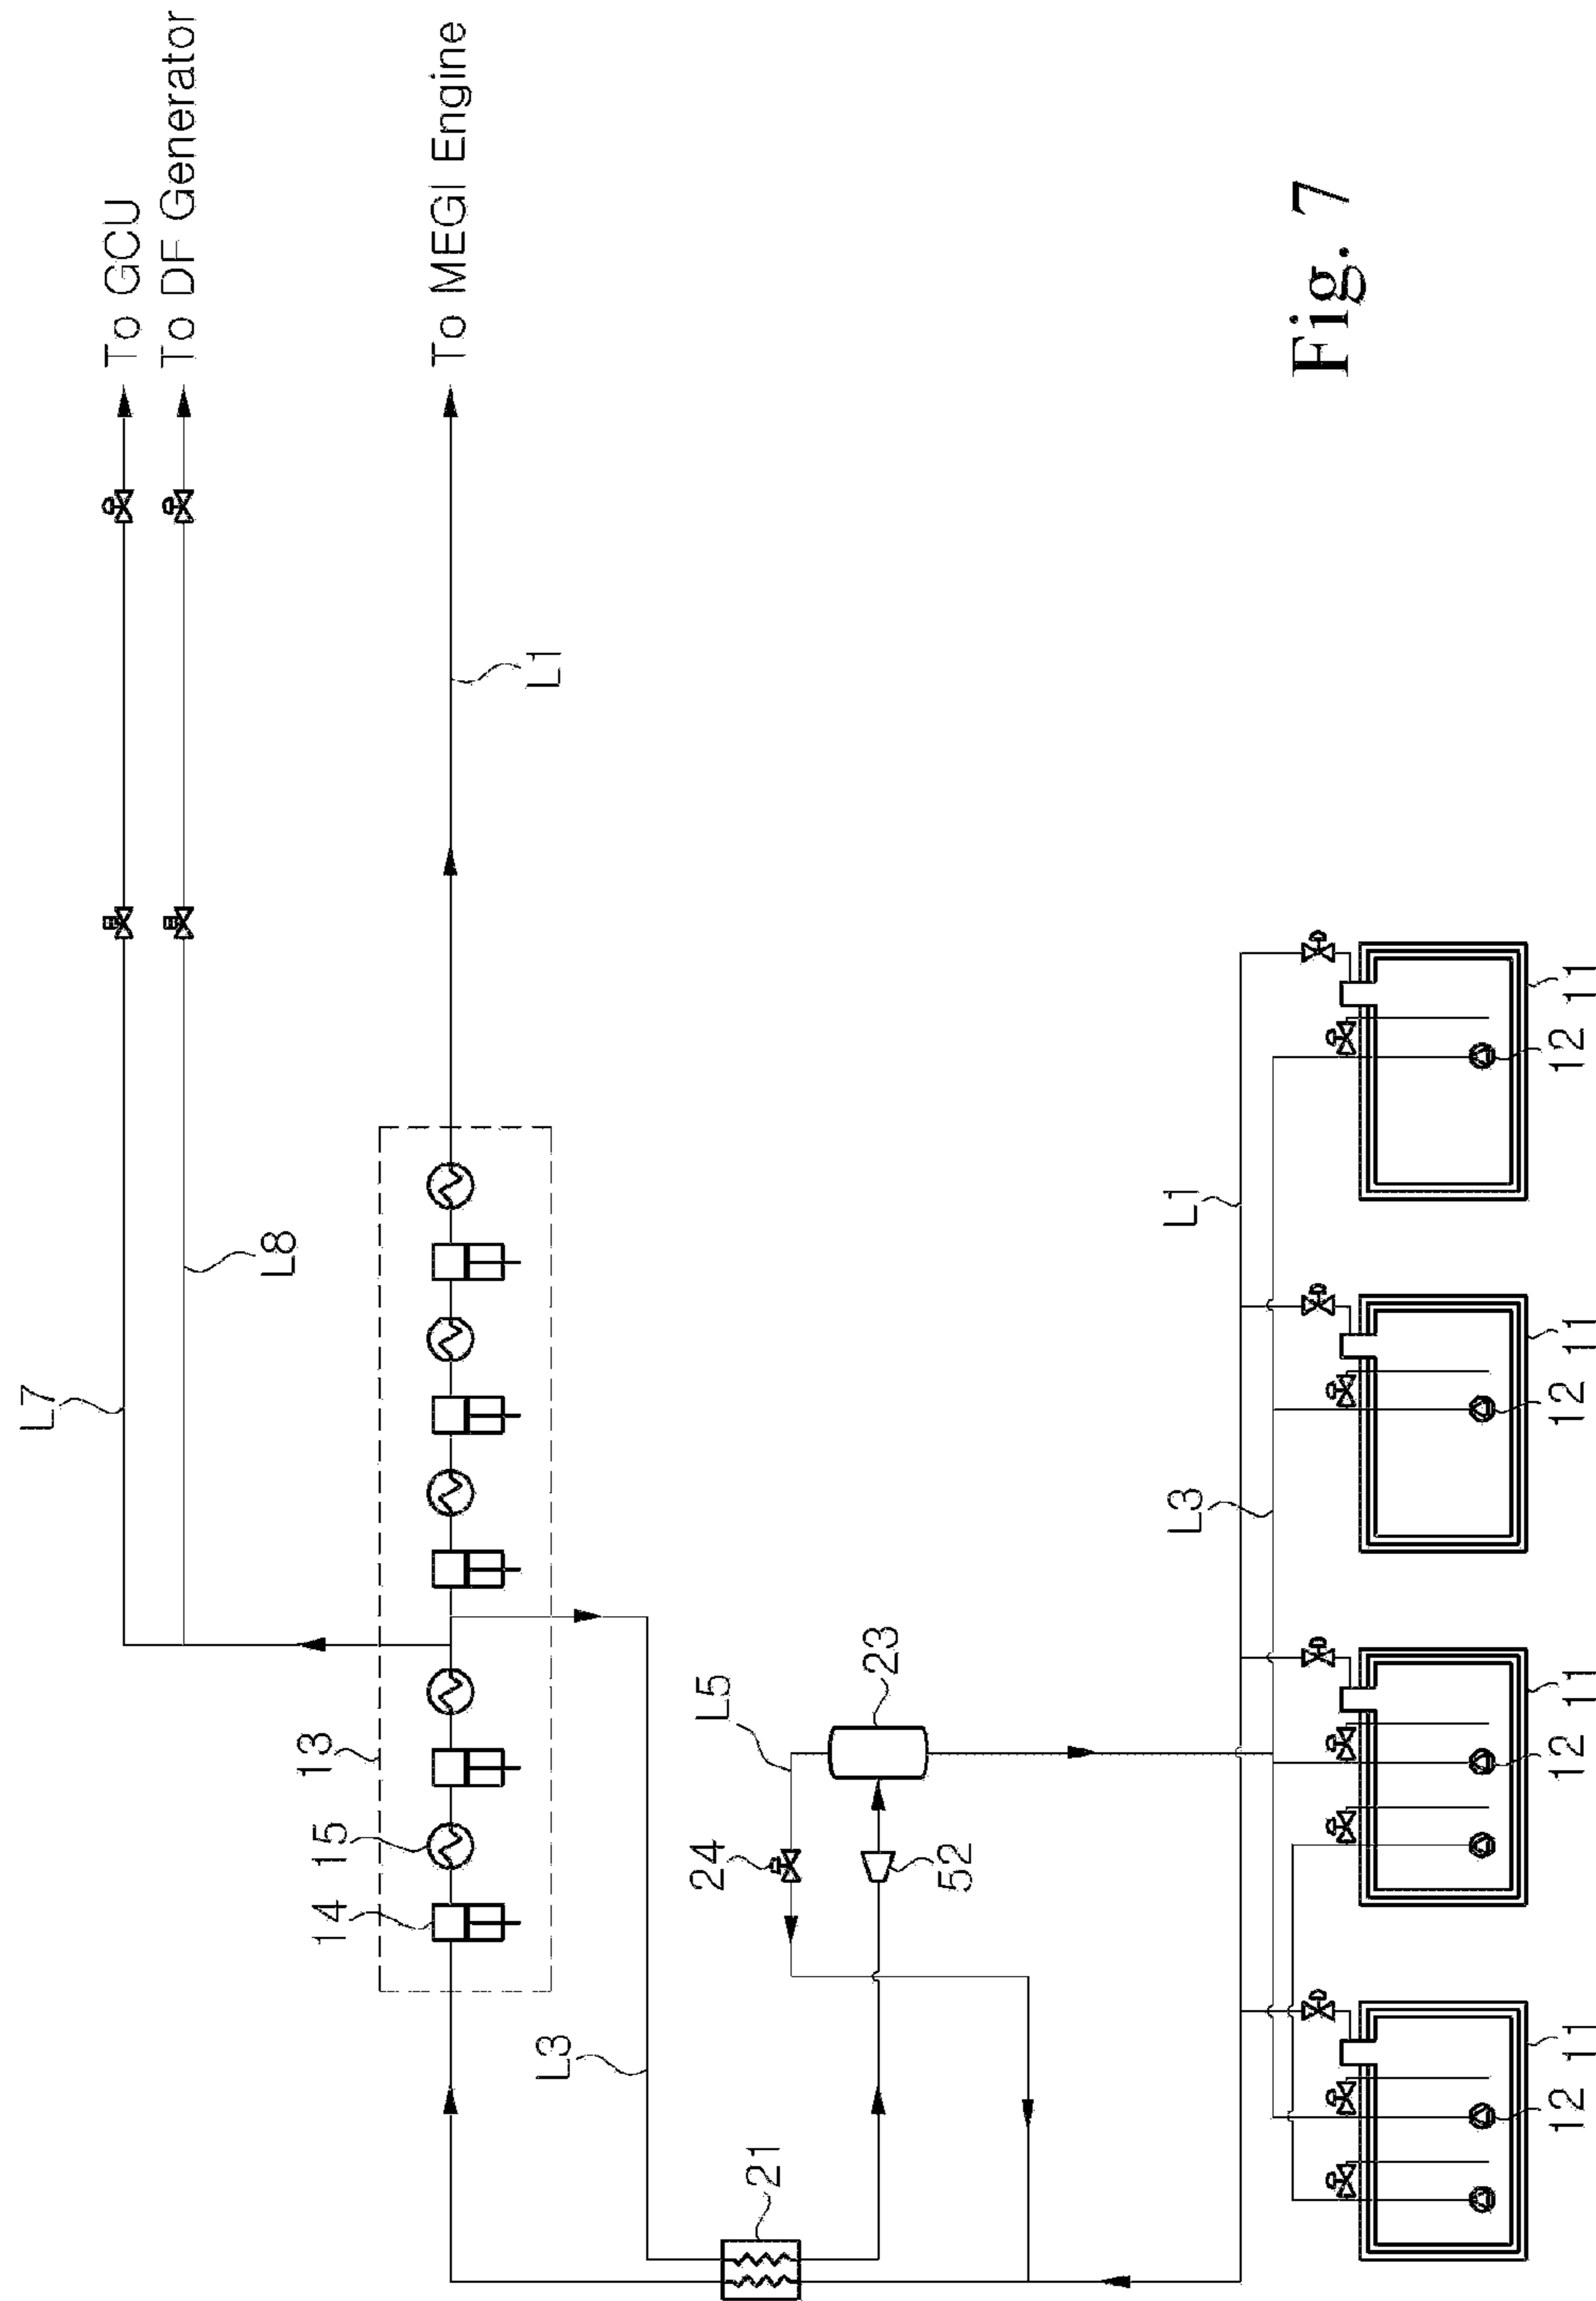 To GCU
To DF Generator
To MEGI Engine
L7
L8
L1
13
15
14
L3
L5
23
24
52
21
L1
L3
11
12
11
12
11
12
11
12
Fig. 7